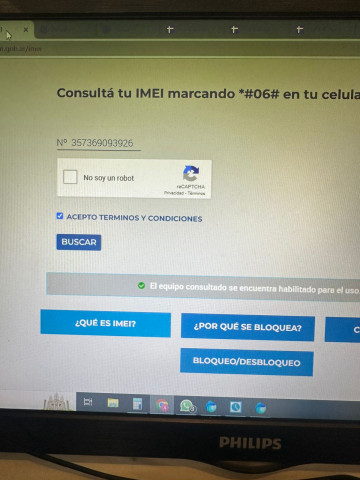 Consultá tu IMEI marcando *#06# en tu celula
Nº 357369093926
No soy un robot
reCAPTCHA
Privacidad - Términos
ACEPTO TERMINOS Y CONDICIONES
BUSCAR
El equipo consultado se encuentra habilitado para el uso.
¿QUÉ ES IMEI?
¿POR QUÉ SE BLOQUEA?
C
BLOQUEO/DESBLOQUEO
PHILIPS